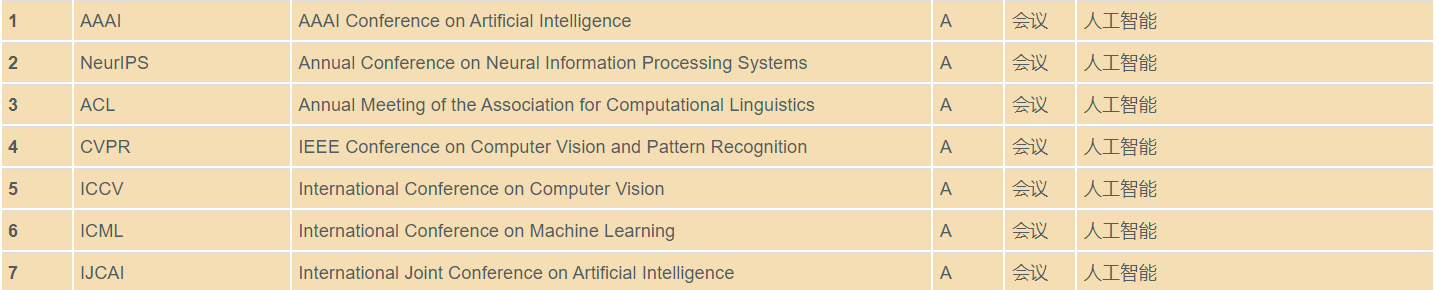 1 AAAI AAAI Conference on Artificial Intelligence A 会议 人工智能
2 NeurIPS Annual Conference on Neural Information Processing Systems A 会议 人工智能
3 ACL Annual Meeting of the Association for Computational Linguistics A 会议 人工智能
4 CVPR IEEE Conference on Computer Vision and Pattern Recognition A 会议 人工智能
5 ICCV International Conference on Computer Vision A 会议 人工智能
6 ICML International Conference on Machine Learning A 会议 人工智能
7 IJCAI International Joint Conference on Artificial Intelligence A 会议 人工智能